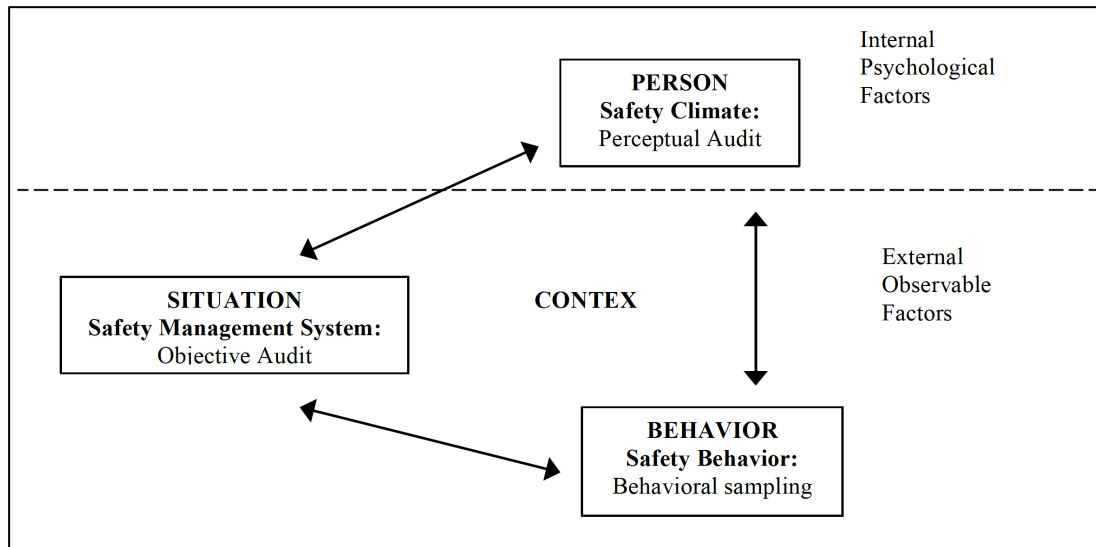 PERSON
Safety Climate:
Perceptual Audit
Internal
Psychological
Factors
SITUATION
Safety Management System:
Objective Audit
CONTEX
External
Observable
Factors
BEHAVIOR
Safety Behavior:
Behavioral sampling